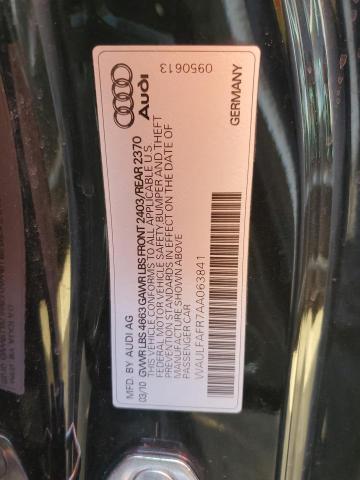 Audi
0950613
GERMANY
MFD. BY AUDI AG
03/10 GVWR LBS 4663 GAWR LBS FRONT 2403/REAR 2370
THIS VEHICLE CONFORMS TO ALL APPLICABLE U.S.
FEDERAL MOTOR VEHICLE SAFETY BUMPER AND THEFT
PREVENTION STANDARDS IN EFFECT ON THE DATE OF
MANUFACTURE SHOWN ABOVE
PASSENGER CAR
WAULFAFR7AA063841